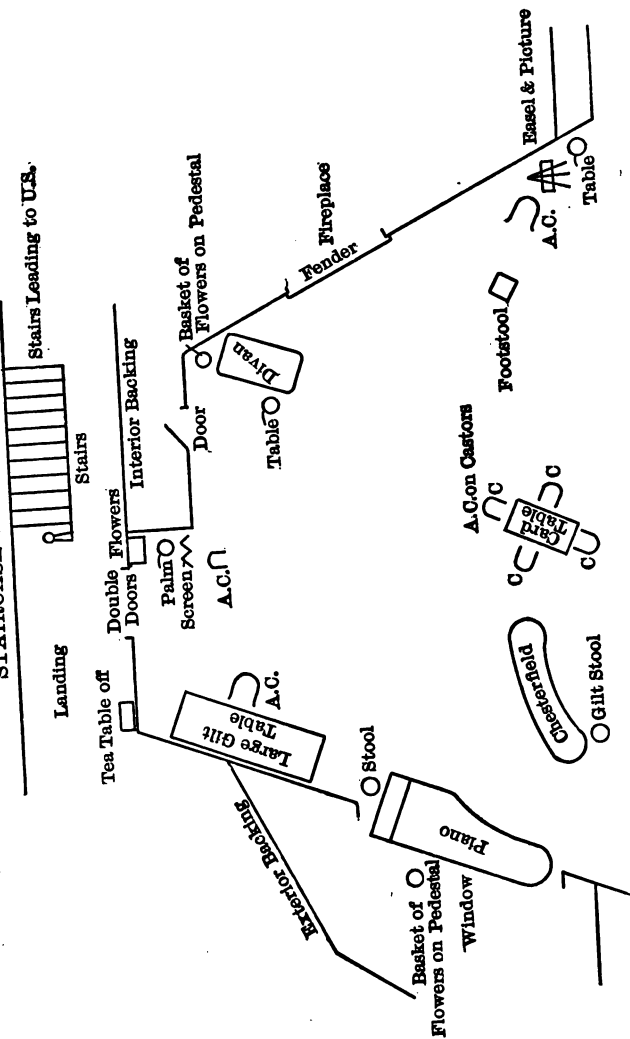 Stairs Leading to U.S.
Stairs
Landing
Interior Backing
Double
Doors
Flowers
Tea Table off
Palm
Screen
A.C.
Door
Basket of
Flowers on Pedestal
Divan
Table
Fireplace
Fender
Easel & Picture
A.C.
Table
Footstool
A.C. on Castors
C
C
C
C
Card
Table
Large Gilt
Table
A.C.
Exterior Backing
Stool
Piano
Basket of
Flowers on Pedestal
Window
Chesterfield
Gilt Stool